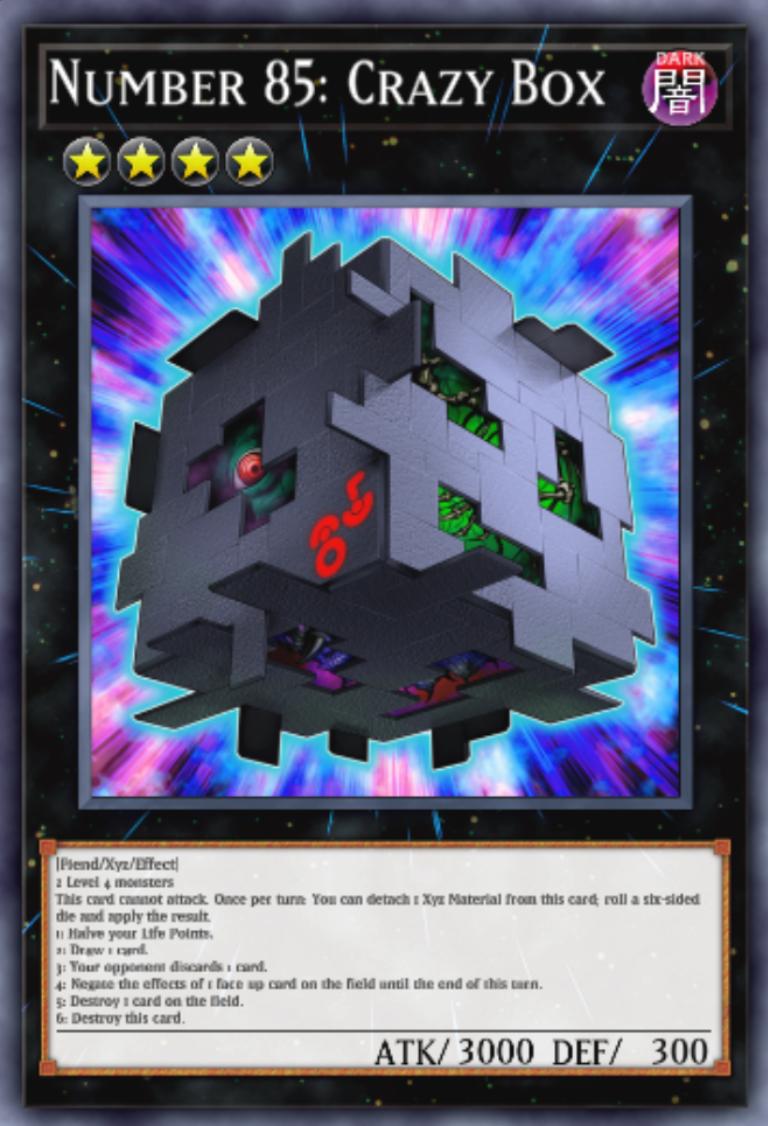 NUMBER 85: CRAZY BOX
DARK
闇
85
[Fiend/Xyz/Effect]
2 Level 4 monsters
This card cannot attack. Once per turn: You can detach 1 Xyz Material from this card; roll a six-sided
die and apply the result.
1: Halve your Life Points.
2: Draw 1 card.
3: Your opponent discards 1 card.
4: Negate the effects of 1 face up card on the field until the end of this turn.
5: Destroy 1 card on the field.
6: Destroy this card.
ATK/ 3000 DEF/ 300